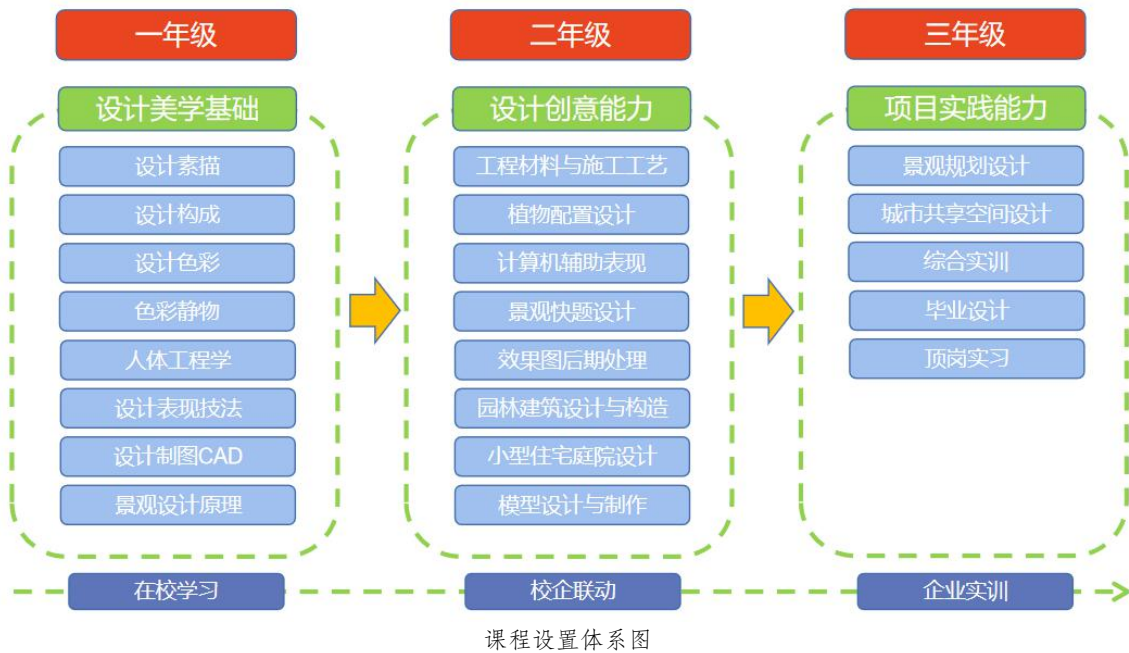 一年级
设计美学基础
设计素描
设计构成
设计色彩
色彩静物
人体工程学
设计表现技法
设计制图CAD
景观设计原理
在校学习
二年级
设计创意能力
工程材料与施工工艺
植物配置设计
计算机辅助表现
景观快题设计
效果图后期处理
园林建筑设计与构造
小型住宅庭院设计
模型设计与制作
校企联动
三年级
项目实践能力
景观规划设计
城市共享空间设计
综合实训
毕业设计
顶岗实习
企业实训
课程设置体系图